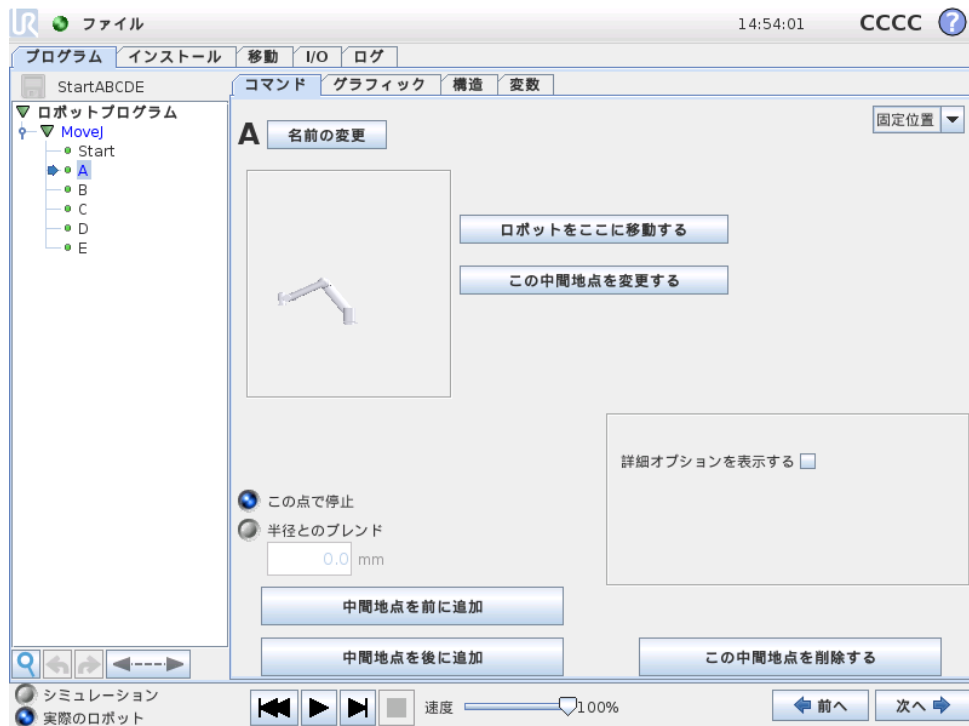 UR ファイル 14:54:01 CCCC ?
プログラム インストール 移動 I/O ログ
StartABCDE
コマンド グラフィック 構造 変数
ロボットプログラム
MoveJ
Start
A
B
C
D
E
A 名前の変更
固定位置
ロボットをここに移動する
この中間地点を変更する
詳細オプションを表示する
この点で停止
半径とのブレンド
0.0 mm
中間地点を前に追加
中間地点を後に追加
この中間地点を削除する
シミュレーション
実際のロボット
速度 100%
前へ 次へ